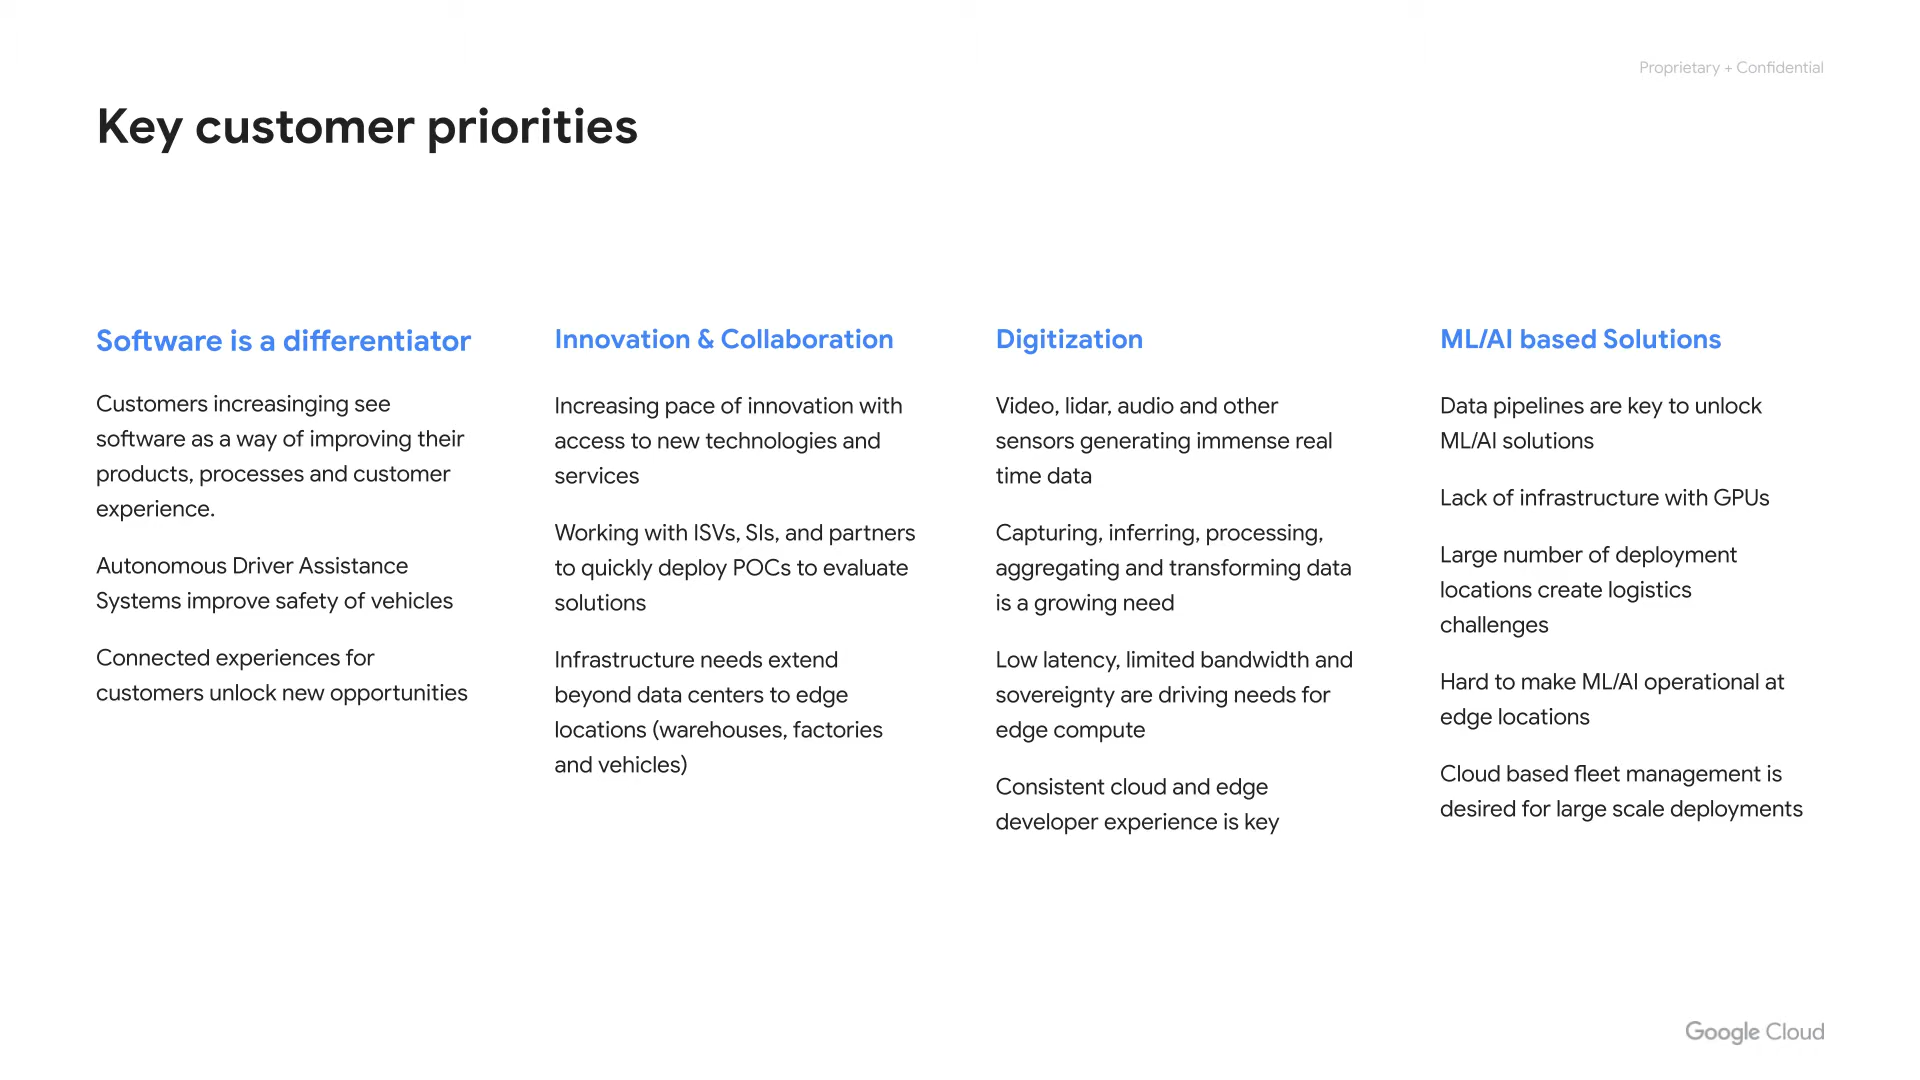 Proprietary + Confidential
Key customer priorities
Software is a differentiator
Customers increasinging see
software as a way of improving their
products, processes and customer
experience.
Autonomous Driver Assistance
Systems improve safety of vehicles
Connected experiences for
customers unlock new opportunities
Innovation & Collaboration
Increasing pace of innovation with
access to new technologies and
services
Working with ISVs, SIs, and partners
to quickly deploy POCs to evaluate
solutions
Infrastructure needs extend
beyond data centers to edge
locations (warehouses, factories
and vehicles)
Digitization
Video, lidar, audio and other
sensors generating immense real
time data
Capturing, inferring, processing,
aggregating and transforming data
is a growing need
Low latency, limited bandwidth and
sovereignty are driving needs for
edge compute
Consistent cloud and edge
developer experience is key
ML/AI based Solutions
Data pipelines are key to unlock
ML/AI solutions
Lack of infrastructure with GPUs
Large number of deployment
locations create logistics
challenges
Hard to make ML/AI operational at
edge locations
Cloud based fleet management is
desired for large scale deployments
Google Cloud